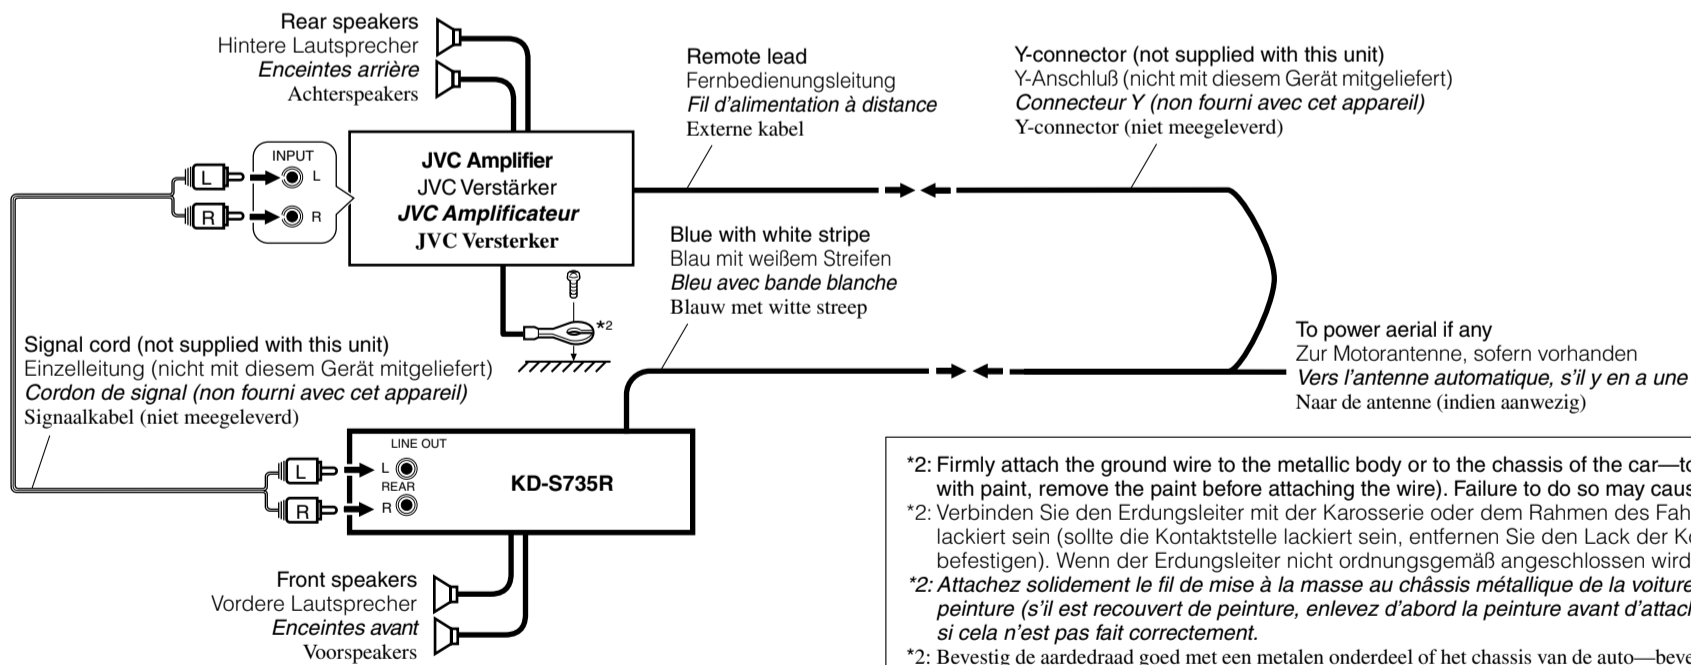 Rear speakers
Hintere Lautsprecher
Enceintes arrière
Achterspeakers
Remote lead
Fernbedienungsleitung
Fil d'alimentation à distance
Externe kabel
Y-connector (not supplied with this unit)
Y-Anschluß (nicht mit diesem Gerät mitgeliefert)
Connecteur Y (non fourni avec cet appareil)
Y-connector (niet meegeleverd)
INPUT
L L
R R
JVC Amplifier
JVC Verstärker
JVC Amplificateur
JVC Versterker
Blue with white stripe
Blau mit weißem Streifen
Bleu avec bande blanche
Blauw met witte streep
*2
Signal cord (not supplied with this unit)
Einzelleitung (nicht mit diesem Gerät mitgeliefert)
Cordon de signal (non fourni avec cet appareil)
Signaalkabel (niet meegeleverd)
To power aerial if any
Zur Motorantenne, sofern vorhanden
Vers l'antenne automatique, s'il y en a une
Naar de antenne (indien aanwezig)
LINE OUT
L L
REAR
R R
KD-S735R
Front speakers
Vordere Lautsprecher
Enceintes avant
Voorspeakers
*2: Firmly attach the ground wire to the metallic body or to the chassis of the car—to
with paint, remove the paint before attaching the wire). Failure to do so may caus
*2: Verbinden Sie den Erdungsleiter mit der Karosserie oder dem Rahmen des Fah
lackiert sein (sollte die Kontaktstelle lackiert sein, entfernen Sie den Lack der Ko
befestigen). Wenn der Erdungsleiter nicht ordnungsgemäß angeschlossen wird
*2: Attachez solidement le fil de mise à la masse au châssis métallique de la voiture
peinture (s'il est recouvert de peinture, enlevez d'abord la peinture avant d'attach
si cela n'est pas fait correctement.
*2: Bevestig de aardedraad goed met een metalen onderdeel of het chassis van de auto—beve